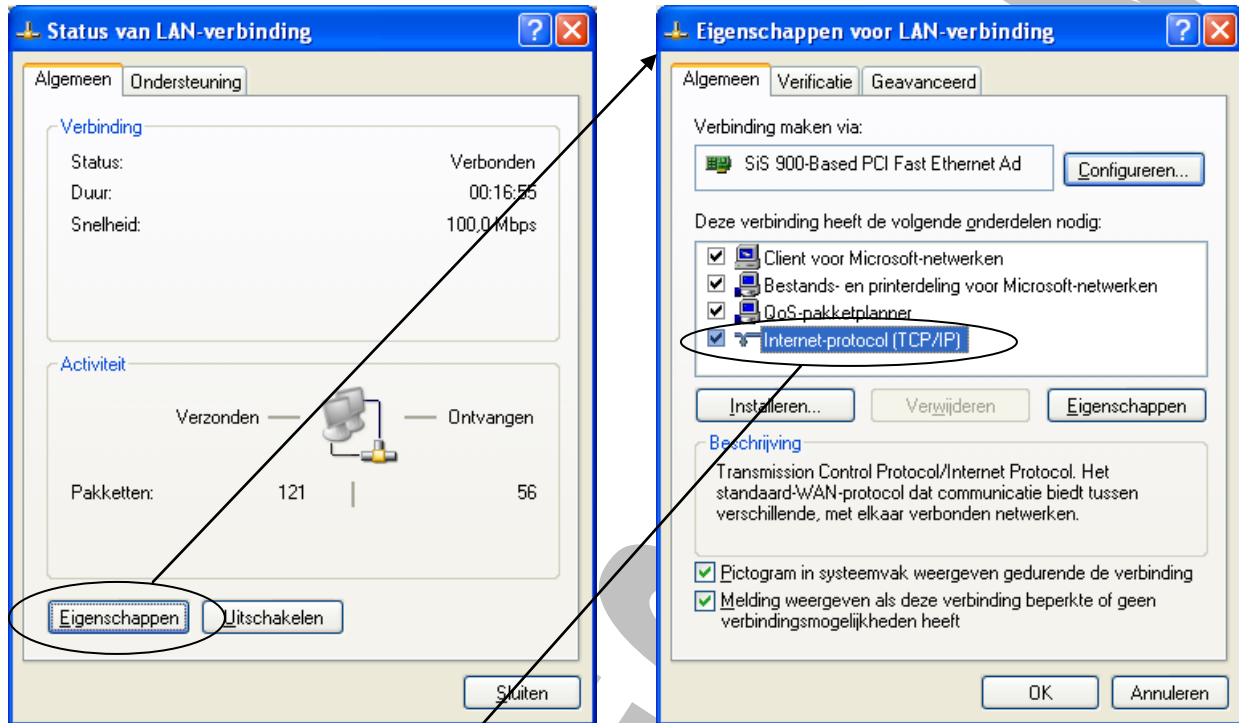 Status van LAN-verbinding
Algemeen Ondersteuning
Verbinding
Status: Verbonden
Duur: 00:16:55
Snelheid: 100,0 Mbps
Activiteit
Verzonden Ontvangen
Pakketten: 121 56
Eigenschappen Uitschakelen
Sluiten
Eigenschappen voor LAN-verbinding
Algemeen Verificatie Geavanceerd
Verbinding maken via:
SiS 900-Based PCI Fast Ethernet Ad Configureren...
Deze verbinding heeft de volgende onderdelen nodig:
Client voor Microsoft-netwerken
Bestands- en printerdeling voor Microsoft-netwerken
QoS-pakketplanner
Internet-protocol (TCP/IP)
Installeren... Verwijderen Eigenschappen
Beschrijving
Transmission Control Protocol/Internet Protocol. Het
standaard-WAN-protocol dat communicatie biedt tussen
verschillende, met elkaar verbonden netwerken.
Pictogram in systeemvak weergeven gedurende de verbinding
Melding weergeven als deze verbinding beperkte of geen
verbindingsmogelijkheden heeft
OK Annuleren